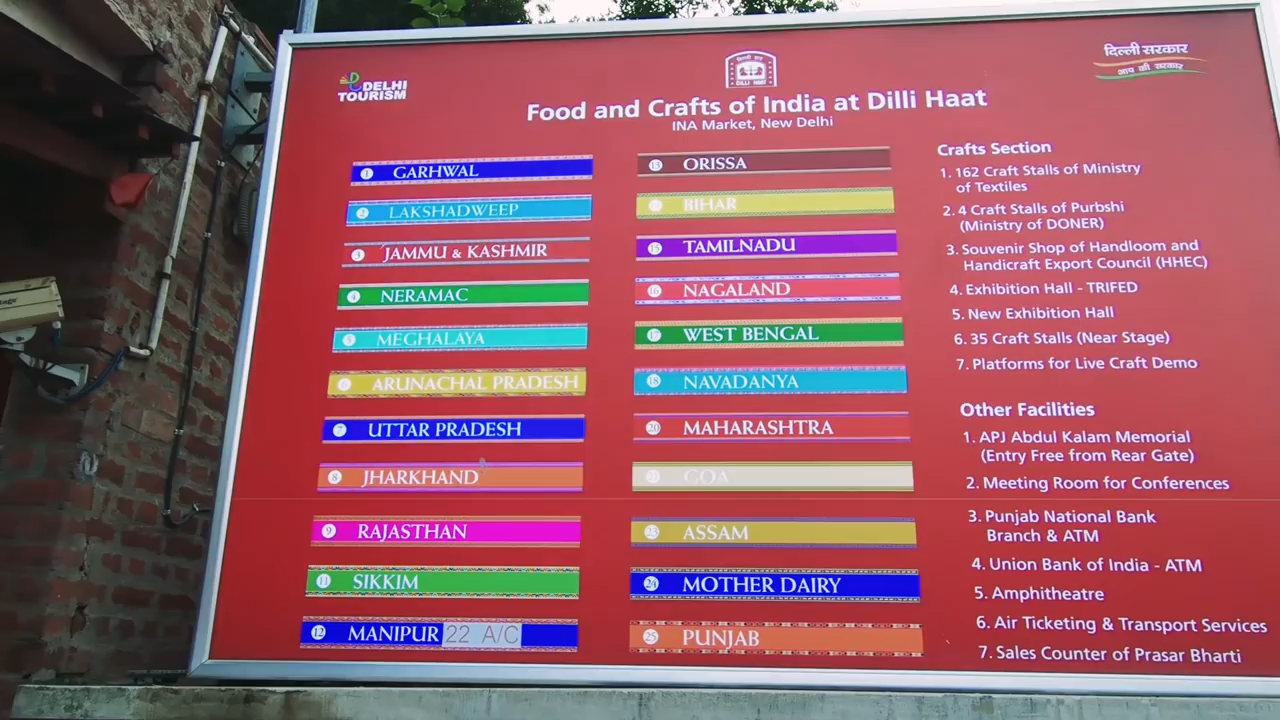 DELHI
TOURISM
DILLI HAAT
दिल्ली सरकार
आप की सरकार
Food and Crafts of India at Dilli Haat
INA Market, New Delhi
1 GARHWAL
2 LAKSHADWEEP
3 JAMMU & KASHMIR
4 NERAMAC
5 MEGHALAYA
6 ARUNACHAL PRADESH
7 UTTAR PRADESH
8 JHARKHAND
9 RAJASTHAN
11 SIKKIM
12 MANIPUR 22 A/C
13 ORISSA
14 BIHAR
15 TAMILNADU
16 NAGALAND
17 WEST BENGAL
18 NAVADANYA
20 MAHARASHTRA
21 GOA
23 ASSAM
24 MOTHER DAIRY
25 PUNJAB
Crafts Section
1. 162 Craft Stalls of Ministry
of Textiles
2. 4 Craft Stalls of Purbshi
(Ministry of DONER)
3. Souvenir Shop of Handloom and
Handicraft Export Council (HHEC)
4. Exhibition Hall - TRIFED
5. New Exhibition Hall
6. 35 Craft Stalls (Near Stage)
7. Platforms for Live Craft Demo
Other Facilities
1. APJ Abdul Kalam Memorial
(Entry Free from Rear Gate)
2. Meeting Room for Conferences
3. Punjab National Bank
Branch & ATM
4. Union Bank of India - ATM
5. Amphitheatre
6. Air Ticketing & Transport Services
7. Sales Counter of Prasar Bharti